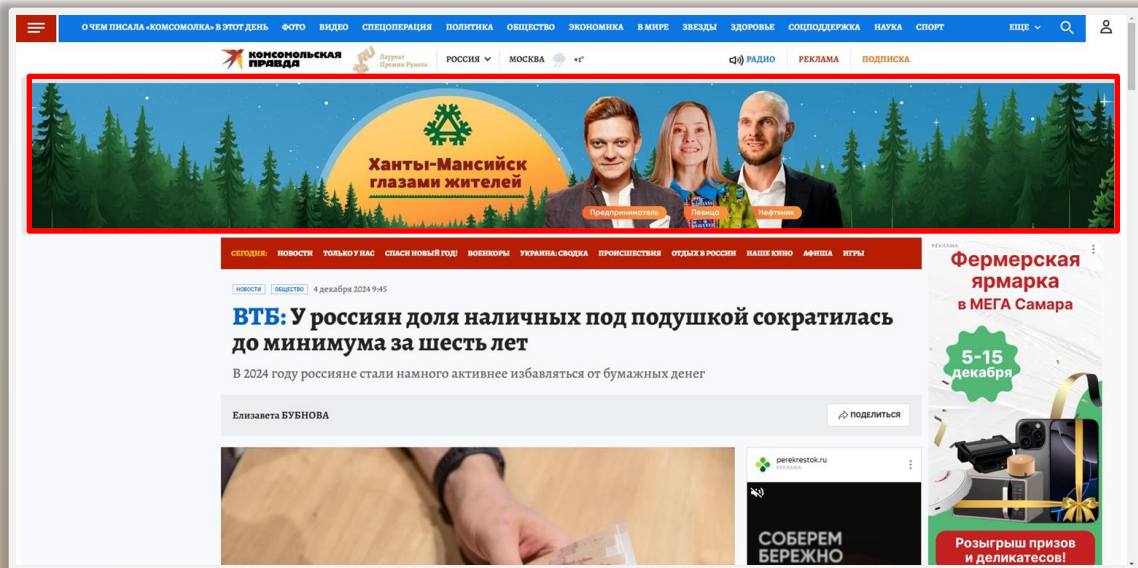 О ЧЕМ ПИСАЛА «КОМСОМОЛКА» В ЭТОТ ДЕНЬ ФОТО ВИДЕО СПЕЦОПЕРАЦИЯ ПОЛИТИКА ОБЩЕСТВО ЭКОНОМИКА В МИРЕ ЗВЕЗДЫ ЗДОРОВЬЕ СОЦПОДДЕРЖКА НАУКА СПОРТ ЕЩЕ
КОМСОМОЛЬСКАЯ
ПРАВДА
Лауреат
Премии Рунета
РОССИЯ МОСКВА +1° РАДИО РЕКЛАМА ПОДПИСКА
Ханты-Мансийск
глазами жителей
Предприниматель Певица Нефтяник
СЕГОДНЯ: НОВОСТИ ТОЛЬКО У НАС СПАСИ НОВЫЙ ГОД! ВОЕНКОРЫ УКРАИНА: СВОДКА ПРОИСШЕСТВИЯ ОТДЫХ В РОССИИ НАШЕ КИНО АФИША ИГРЫ
НОВОСТИ ОБЩЕСТВО 4 декабря 2024 9:45
ВТБ: У россиян доля наличных под подушкой сократилась
до минимума за шесть лет
В 2024 году россияне стали намного активнее избавляться от бумажных денег
Елизавета БУБНОВА
ПОДЕЛИТЬСЯ
perekrestok.ru
РЕКЛАМА
СОБЕРЕМ
БЕРЕЖНО
РЕКЛАМА
Фермерская
ярмарка
в МЕГА Самара
5-15
декабря
Розыгрыш призов
и деликатесов!